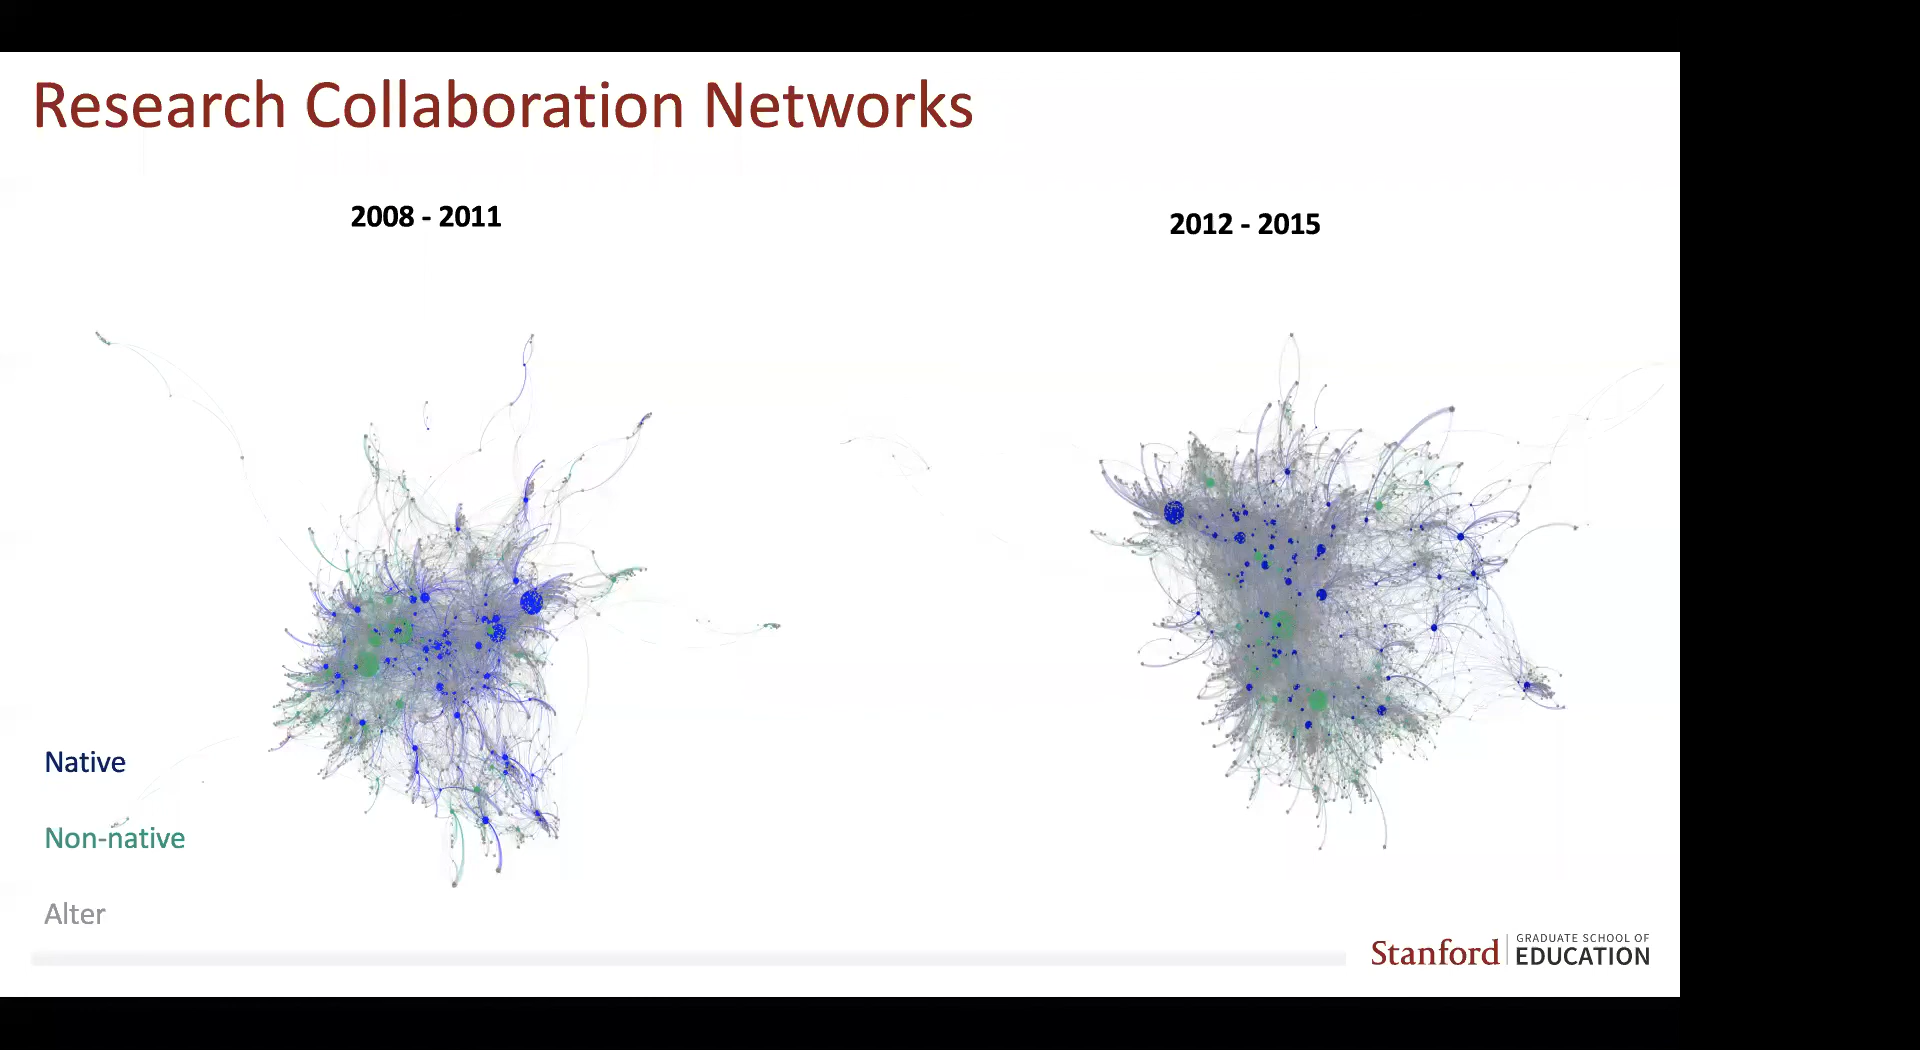 Research Collaboration Networks
2008 - 2011
2012 - 2015
Native
Non-native
Alter
Stanford
GRADUATE SCHOOL OF
EDUCATION